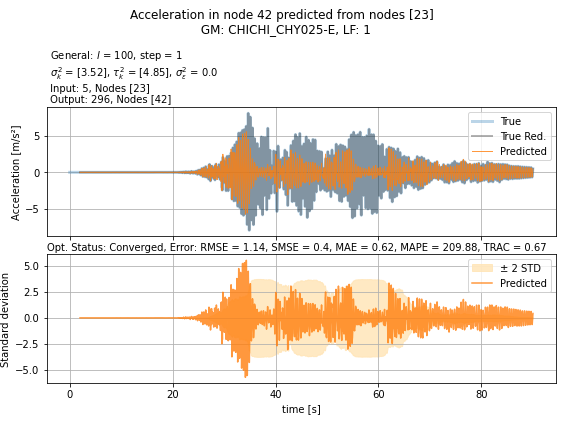 Acceleration in node 42 predicted from nodes [23]
GM: CHICHI_CHY025-E, LF: 1
General: l = 100, step = 1
σ²ₖ = [3.52], τ²ₖ = [4.85], σ²ε = 0.0
Input: 5, Nodes [23]
Output: 296, Nodes [42]
Acceleration [m/s²]
5
0
−5
True
True Red.
Predicted
Opt. Status: Converged, Error: RMSE = 1.14, SMSE = 0.4, MAE = 0.62, MAPE = 209.88, TRAC = 0.67
Standard deviation
5.0
2.5
0.0
−2.5
−5.0
± 2 STD
Predicted
0 20 40 60 80
time [s]